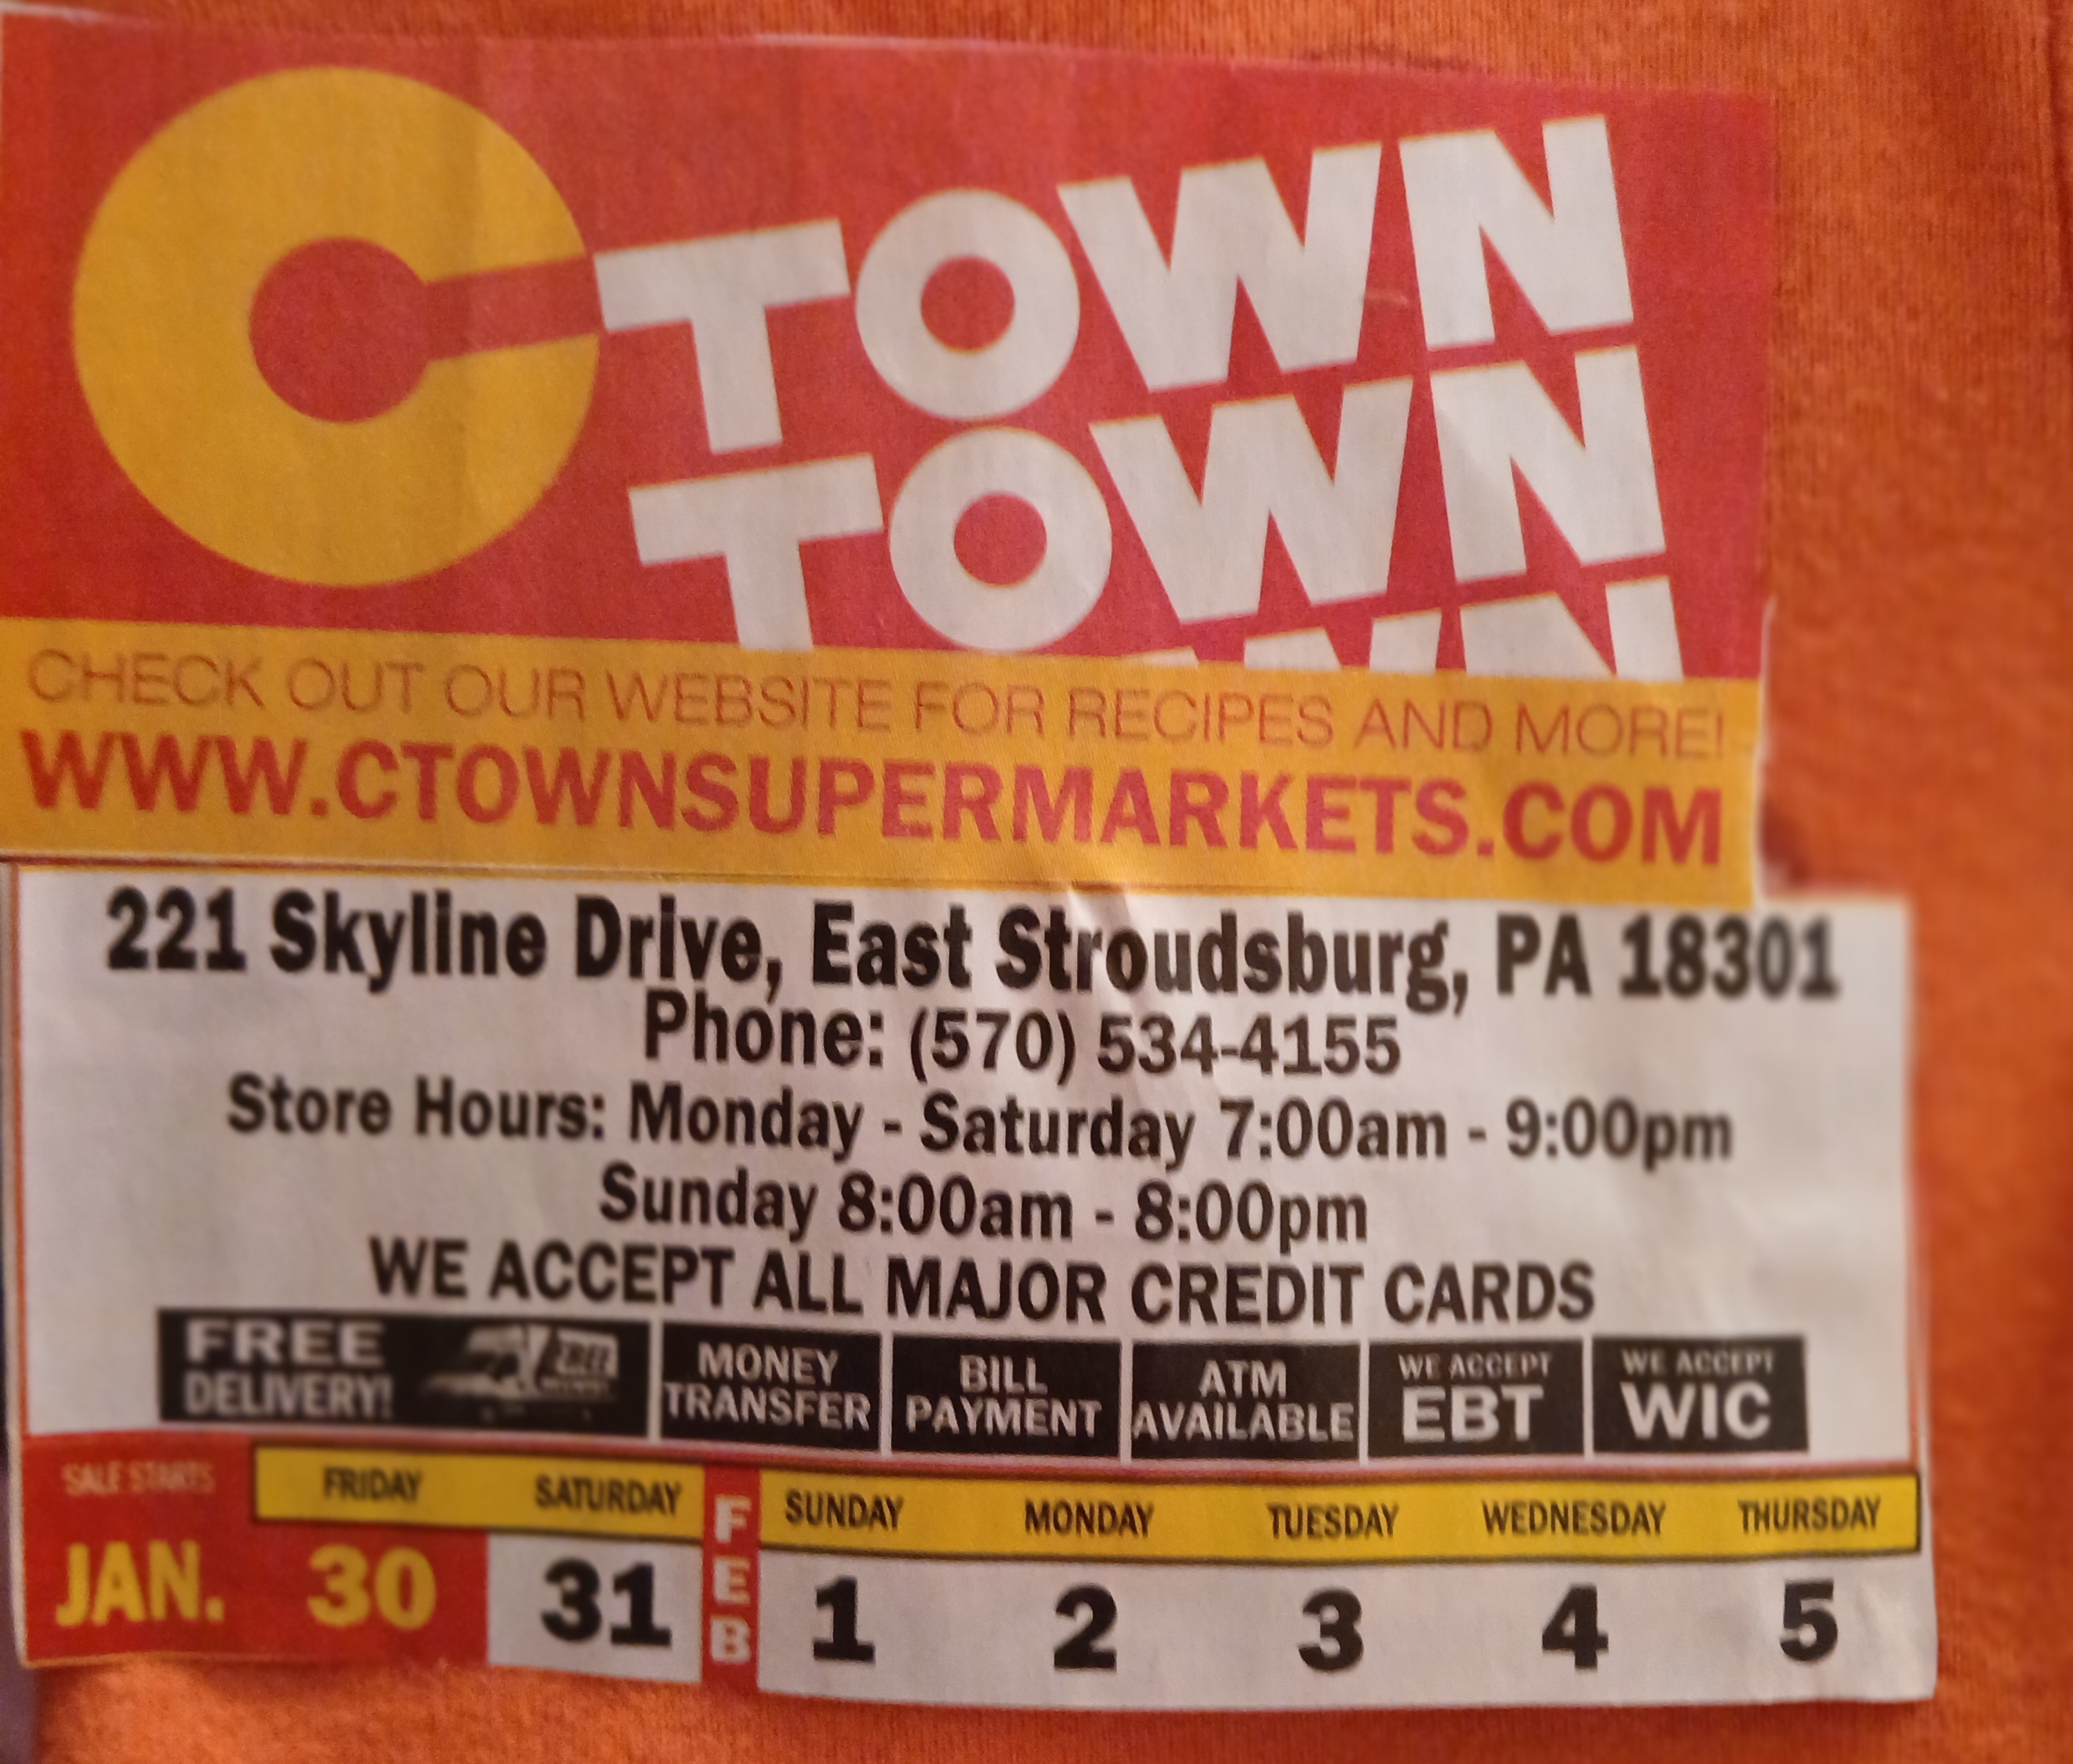 C TOWN
TOWN
CHECK OUT OUR WEBSITE FOR RECIPES AND MORE!
WWW.CTOWNSUPERMARKETS.COM
221 Skyline Drive, East Stroudsburg, PA 18301
Phone: (570) 534-4155
Store Hours: Monday - Saturday 7:00am - 9:00pm
Sunday 8:00am - 8:00pm
WE ACCEPT ALL MAJOR CREDIT CARDS
FREE DELIVERY!
MONEY TRANSFER
BILL PAYMENT
ATM AVAILABLE
WE ACCEPT EBT
WE ACCEPT WIC
SALE STARTS FRIDAY SATURDAY SUNDAY MONDAY TUESDAY WEDNESDAY THURSDAY
JAN. 30 31 FEB 1 2 3 4 5